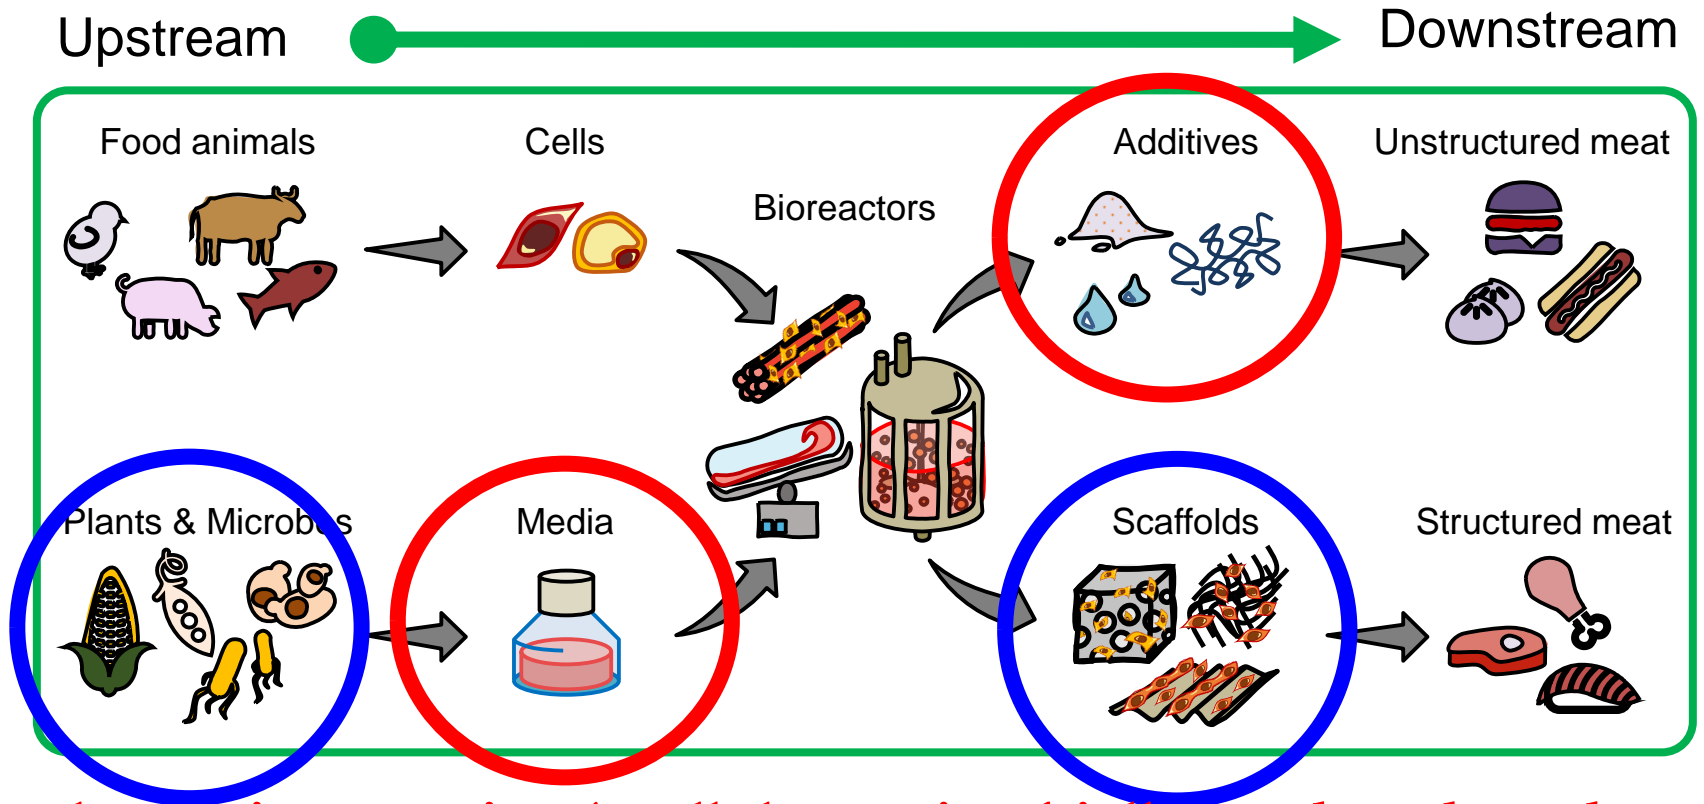 Upstream
Downstream
Food animals
Cells
Additives
Unstructured meat
Bioreactors
Plants & Microbes
Media
Scaffolds
Structured meat